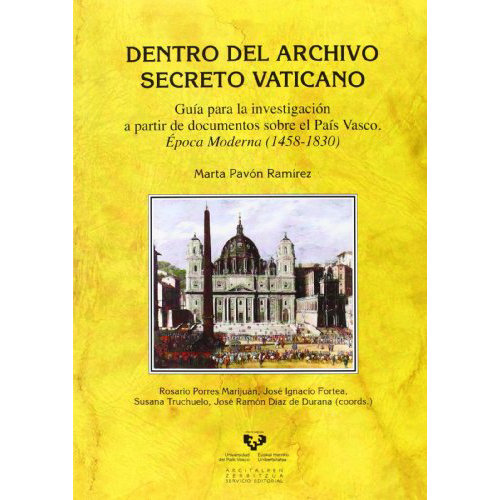 DENTRO DEL ARCHIVO
SECRETO VATICANO
Guía para la investigación
a partir de documentos sobre el País Vasco.
Época Moderna (1458-1830)
Marta Pavón Ramírez
Rosario Porres Marijuán, José Ignacio Fortea,
Susana Truchuelo, José Ramón Díaz de Durana (coords.)
Universidad Euskal Herriko
del País Vasco Unibertsitatea
ARGITALPEN
ZERBITZUA
SERVICIO EDITORIAL